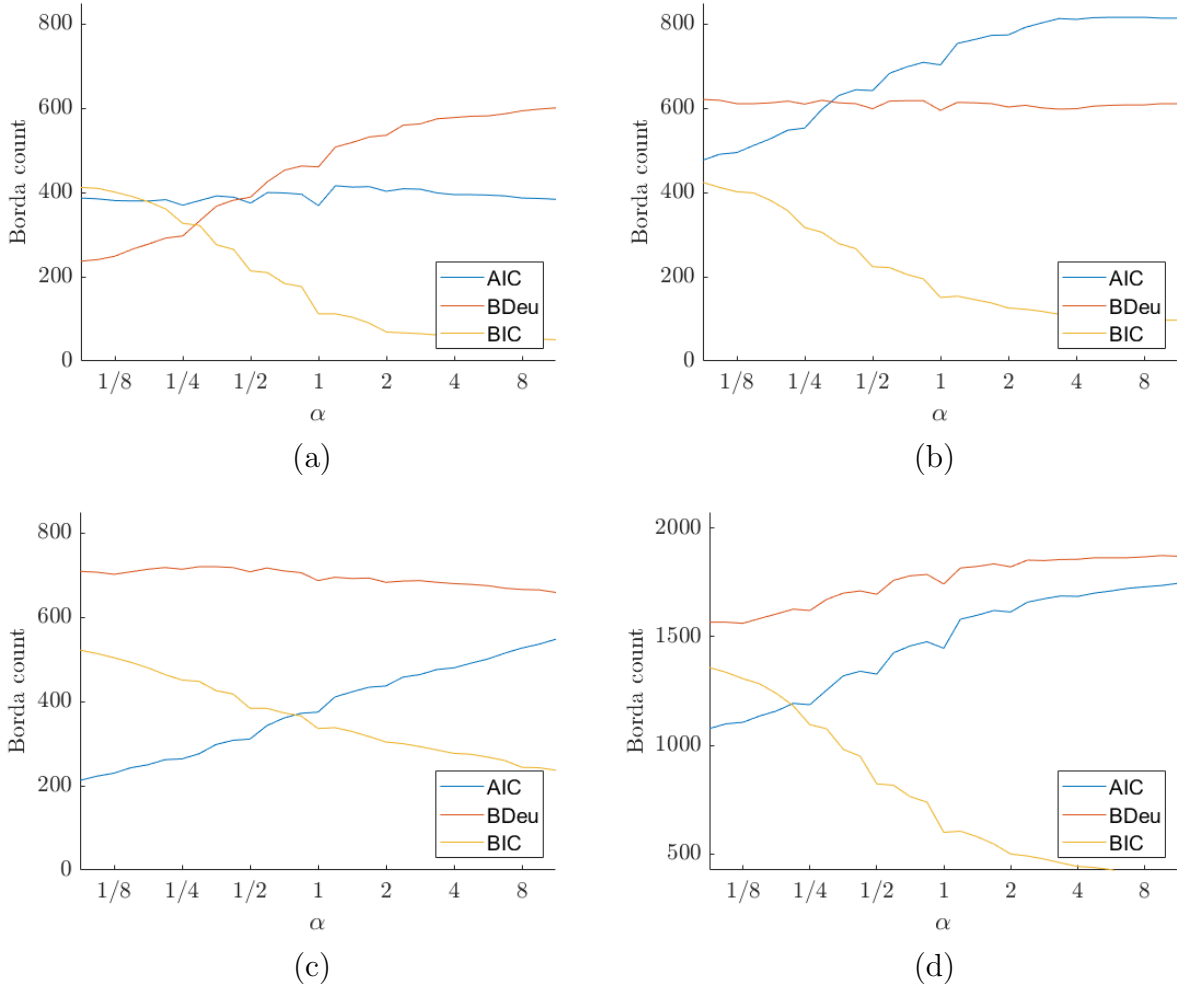 800
600
400
200
0
Borda count
1/8 1/4 1/2 1 2 4 8
α
AIC
BDeu
BIC
(a)
800
600
400
200
0
Borda count
1/8 1/4 1/2 1 2 4 8
α
AIC
BDeu
BIC
(b)
800
600
400
200
0
Borda count
1/8 1/4 1/2 1 2 4 8
α
AIC
BDeu
BIC
(c)
2000
1500
1000
500
Borda count
1/8 1/4 1/2 1 2 4 8
α
AIC
BDeu
BIC
(d)